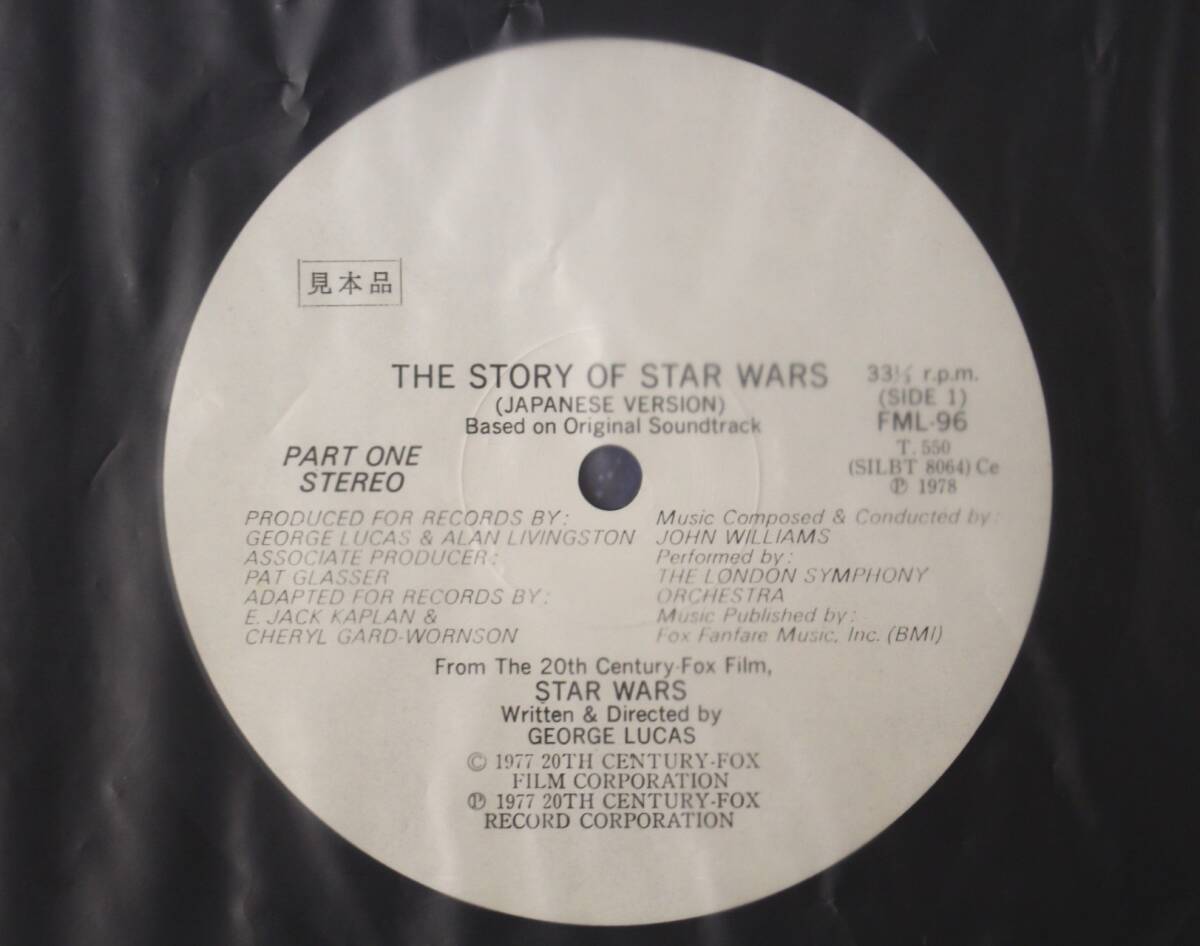 見本品
THE STORY OF STAR WARS
(JAPANESE VERSION)
Based on Original Soundtrack
33⅓ r.p.m.
(SIDE 1)
FML-96
T. 550
(SILBT 8064) Ce
Ⓟ 1978
PART ONE
STEREO
PRODUCED FOR RECORDS BY:
GEORGE LUCAS & ALAN LIVINGSTON
ASSOCIATE PRODUCER:
PAT GLASSER
ADAPTED FOR RECORDS BY:
E. JACK KAPLAN &
CHERYL GARD-WORNSON
Music Composed & Conducted by:
JOHN WILLIAMS
Performed by:
THE LONDON SYMPHONY
ORCHESTRA
Music Published by:
Fox Fanfare Music, Inc. (BMI)
From The 20th Century-Fox Film,
STAR WARS
Written & Directed by
GEORGE LUCAS
© 1977 20TH CENTURY-FOX
FILM CORPORATION
Ⓟ 1977 20TH CENTURY-FOX
RECORD CORPORATION